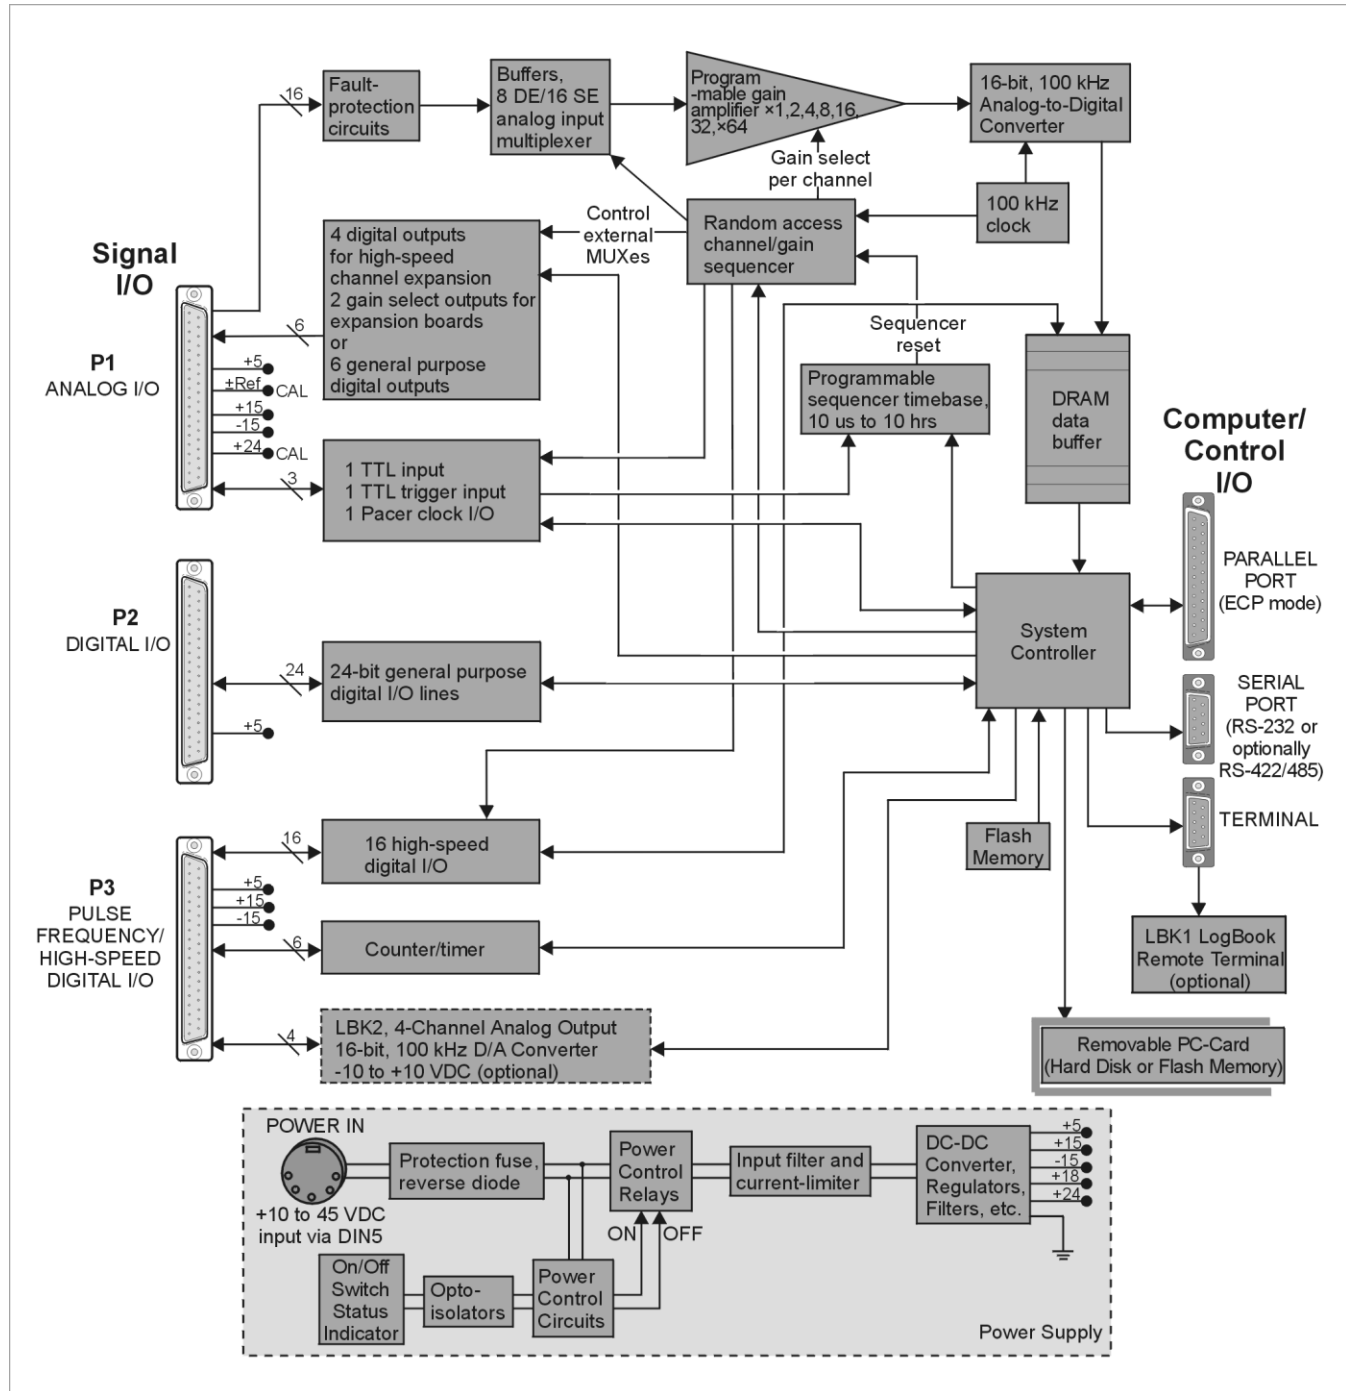 16
Fault-
protection
circuits
Buffers,
8 DE/16 SE
analog input
multiplexer
Program
-mable gain
amplifier ×1,2,4,8,16,
32,×64
16-bit, 100 kHz
Analog-to-Digital
Converter
Gain select
per channel
100 kHz
clock
Control
external
MUXes
Random access
channel/gain
sequencer
4 digital outputs
for high-speed
channel expansion
2 gain select outputs for
expansion boards
or
6 general purpose
digital outputs
Signal
I/O
P1
ANALOG I/O
6
+5
±Ref
CAL
+15
-15
+24
CAL
3
1 TTL input
1 TTL trigger input
1 Pacer clock I/O
Sequencer
reset
Programmable
sequencer timebase,
10 us to 10 hrs
DRAM
data
buffer
Computer/
Control
I/O
PARALLEL
PORT
(ECP mode)
System
Controller
P2
DIGITAL I/O
24
24-bit general purpose
digital I/O lines
+5
SERIAL
PORT
(RS-232 or
optionally
RS-422/485)
TERMINAL
Flash
Memory
16
16 high-speed
digital I/O
P3
PULSE
FREQUENCY/
HIGH-SPEED
DIGITAL I/O
+5
+15
-15
6
Counter/timer
LBK1 LogBook
Remote Terminal
(optional)
4
LBK2, 4-Channel Analog Output
16-bit, 100 kHz D/A Converter
-10 to +10 VDC (optional)
Removable PC-Card
(Hard Disk or Flash Memory)
POWER IN
+10 to 45 VDC
input via DIN5
Protection fuse,
reverse diode
Power
Control
Relays
Input filter and
current-limiter
DC-DC
Converter,
Regulators,
Filters, etc.
+5
+15
-15
+18
+24
ON
OFF
On/Off
Switch
Status
Indicator
Opto-
isolators
Power
Control
Circuits
Power Supply